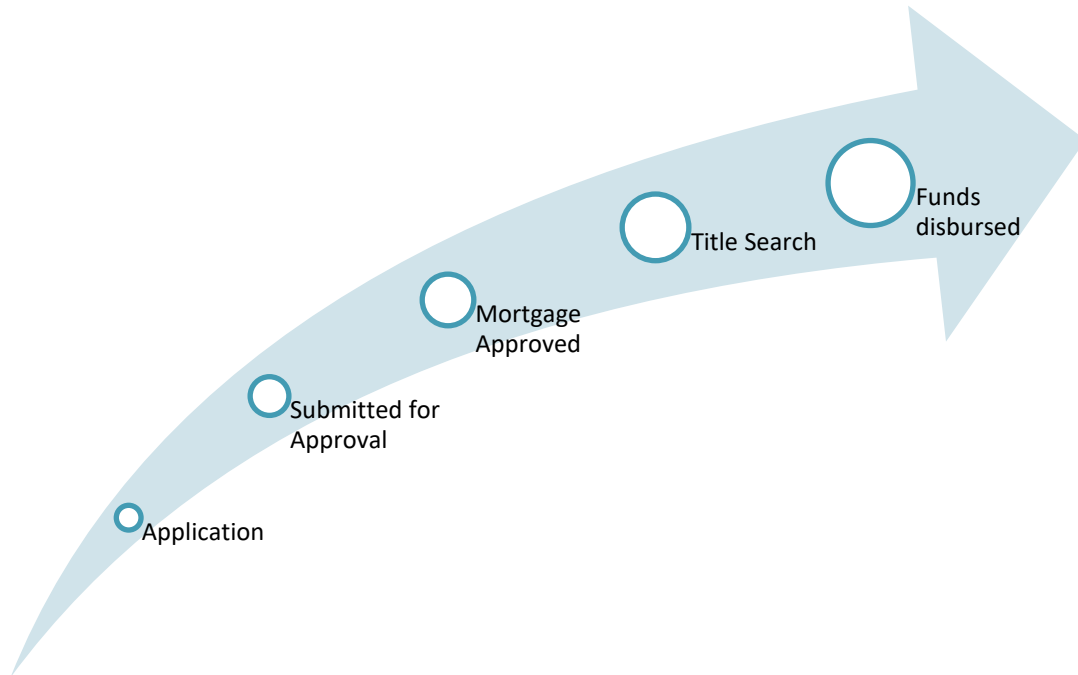 Application
Submitted for
Approval
Mortgage
Approved
Title Search
Funds
disbursed